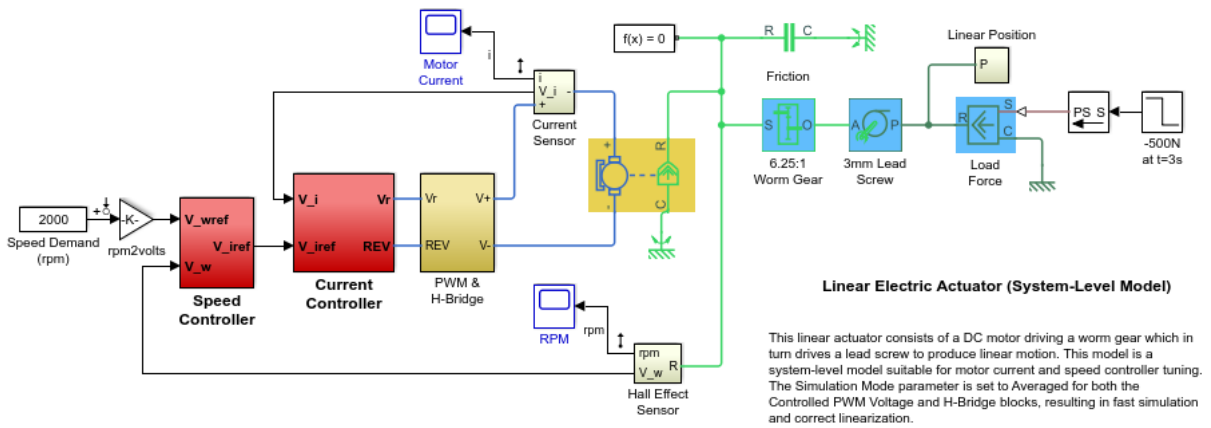 f(x) = 0
R
C
Linear Position
P
Motor
Current
i
i
V_i
+
-
Current
Sensor
Friction
S
O
6.25:1
Worm Gear
A
P
3mm Lead
Screw
R
S
C
Load
Force
PS S
-500N
at t=3s
+
-
R
C
2000
Speed Demand
(rpm)
-K-
rpm2volts
V_wref
V_iref
V_w
Speed
Controller
V_i
Vr
V_iref
REV
Current
Controller
Vr
V+
REV
V-
PWM &
H-Bridge
RPM
rpm
rpm
V_w
R
Hall Effect
Sensor
Linear Electric Actuator (System-Level Model)
This linear actuator consists of a DC motor driving a worm gear which in
turn drives a lead screw to produce linear motion. This model is a
system-level model suitable for motor current and speed controller tuning.
The Simulation Mode parameter is set to Averaged for both the
Controlled PWM Voltage and H-Bridge blocks, resulting in fast simulation
and correct linearization.